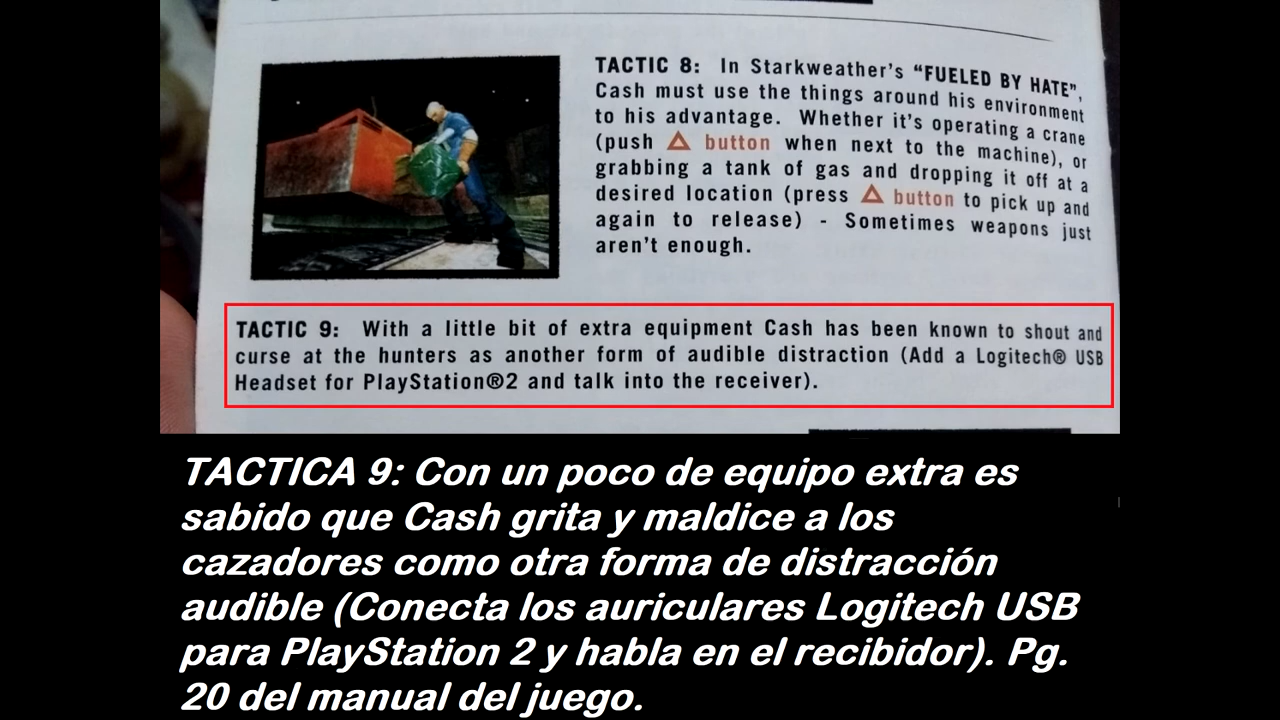 TACTIC 8: In Starkweather's "FUELED BY HATE",
Cash must use the things around his environment
to his advantage. Whether it's operating a crane
(push △ button when next to the machine), or
grabbing a tank of gas and dropping it off at a
desired location (press △ button to pick up and
again to release) - Sometimes weapons just
aren't enough.
TACTIC 9: With a little bit of extra equipment Cash has been known to shout and
curse at the hunters as another form of audible distraction (Add a Logitech® USB
Headset for PlayStation®2 and talk into the receiver).
TACTICA 9: Con un poco de equipo extra es
sabido que Cash grita y maldice a los
cazadores como otra forma de distracción
audible (Conecta los auriculares Logitech USB
para PlayStation 2 y habla en el recibidor). Pg.
20 del manual del juego.